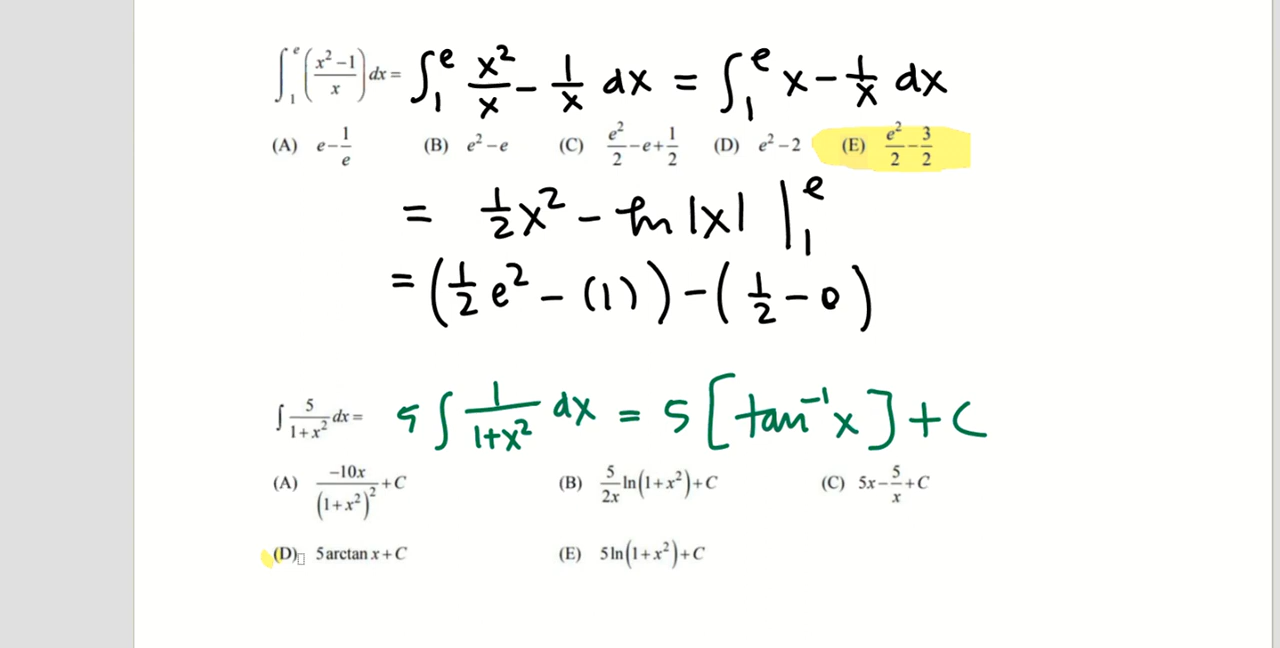 ∫₁ᵉ ((x²−1)/x) dx = ∫₁ᵉ x²/x − 1/x dx = ∫₁ᵉ x − 1/x dx
(A) e−1/e (B) e²−e (C) e²/2−e+1/2 (D) e²−2 (E) e²/2−3/2
= ½x² − ln|x| |₁ᵉ
= (½e² − (1)) − (½ − 0)
∫ 5/(1+x²) dx = 5∫ 1/(1+x²) dx = 5[tan⁻¹x] + C
(A) −10x/(1+x²)² + C (B) 5/(2x) ln(1+x²)+C (C) 5x−5/x+C
(D) 5 arctan x+C (E) 5 ln(1+x²)+C